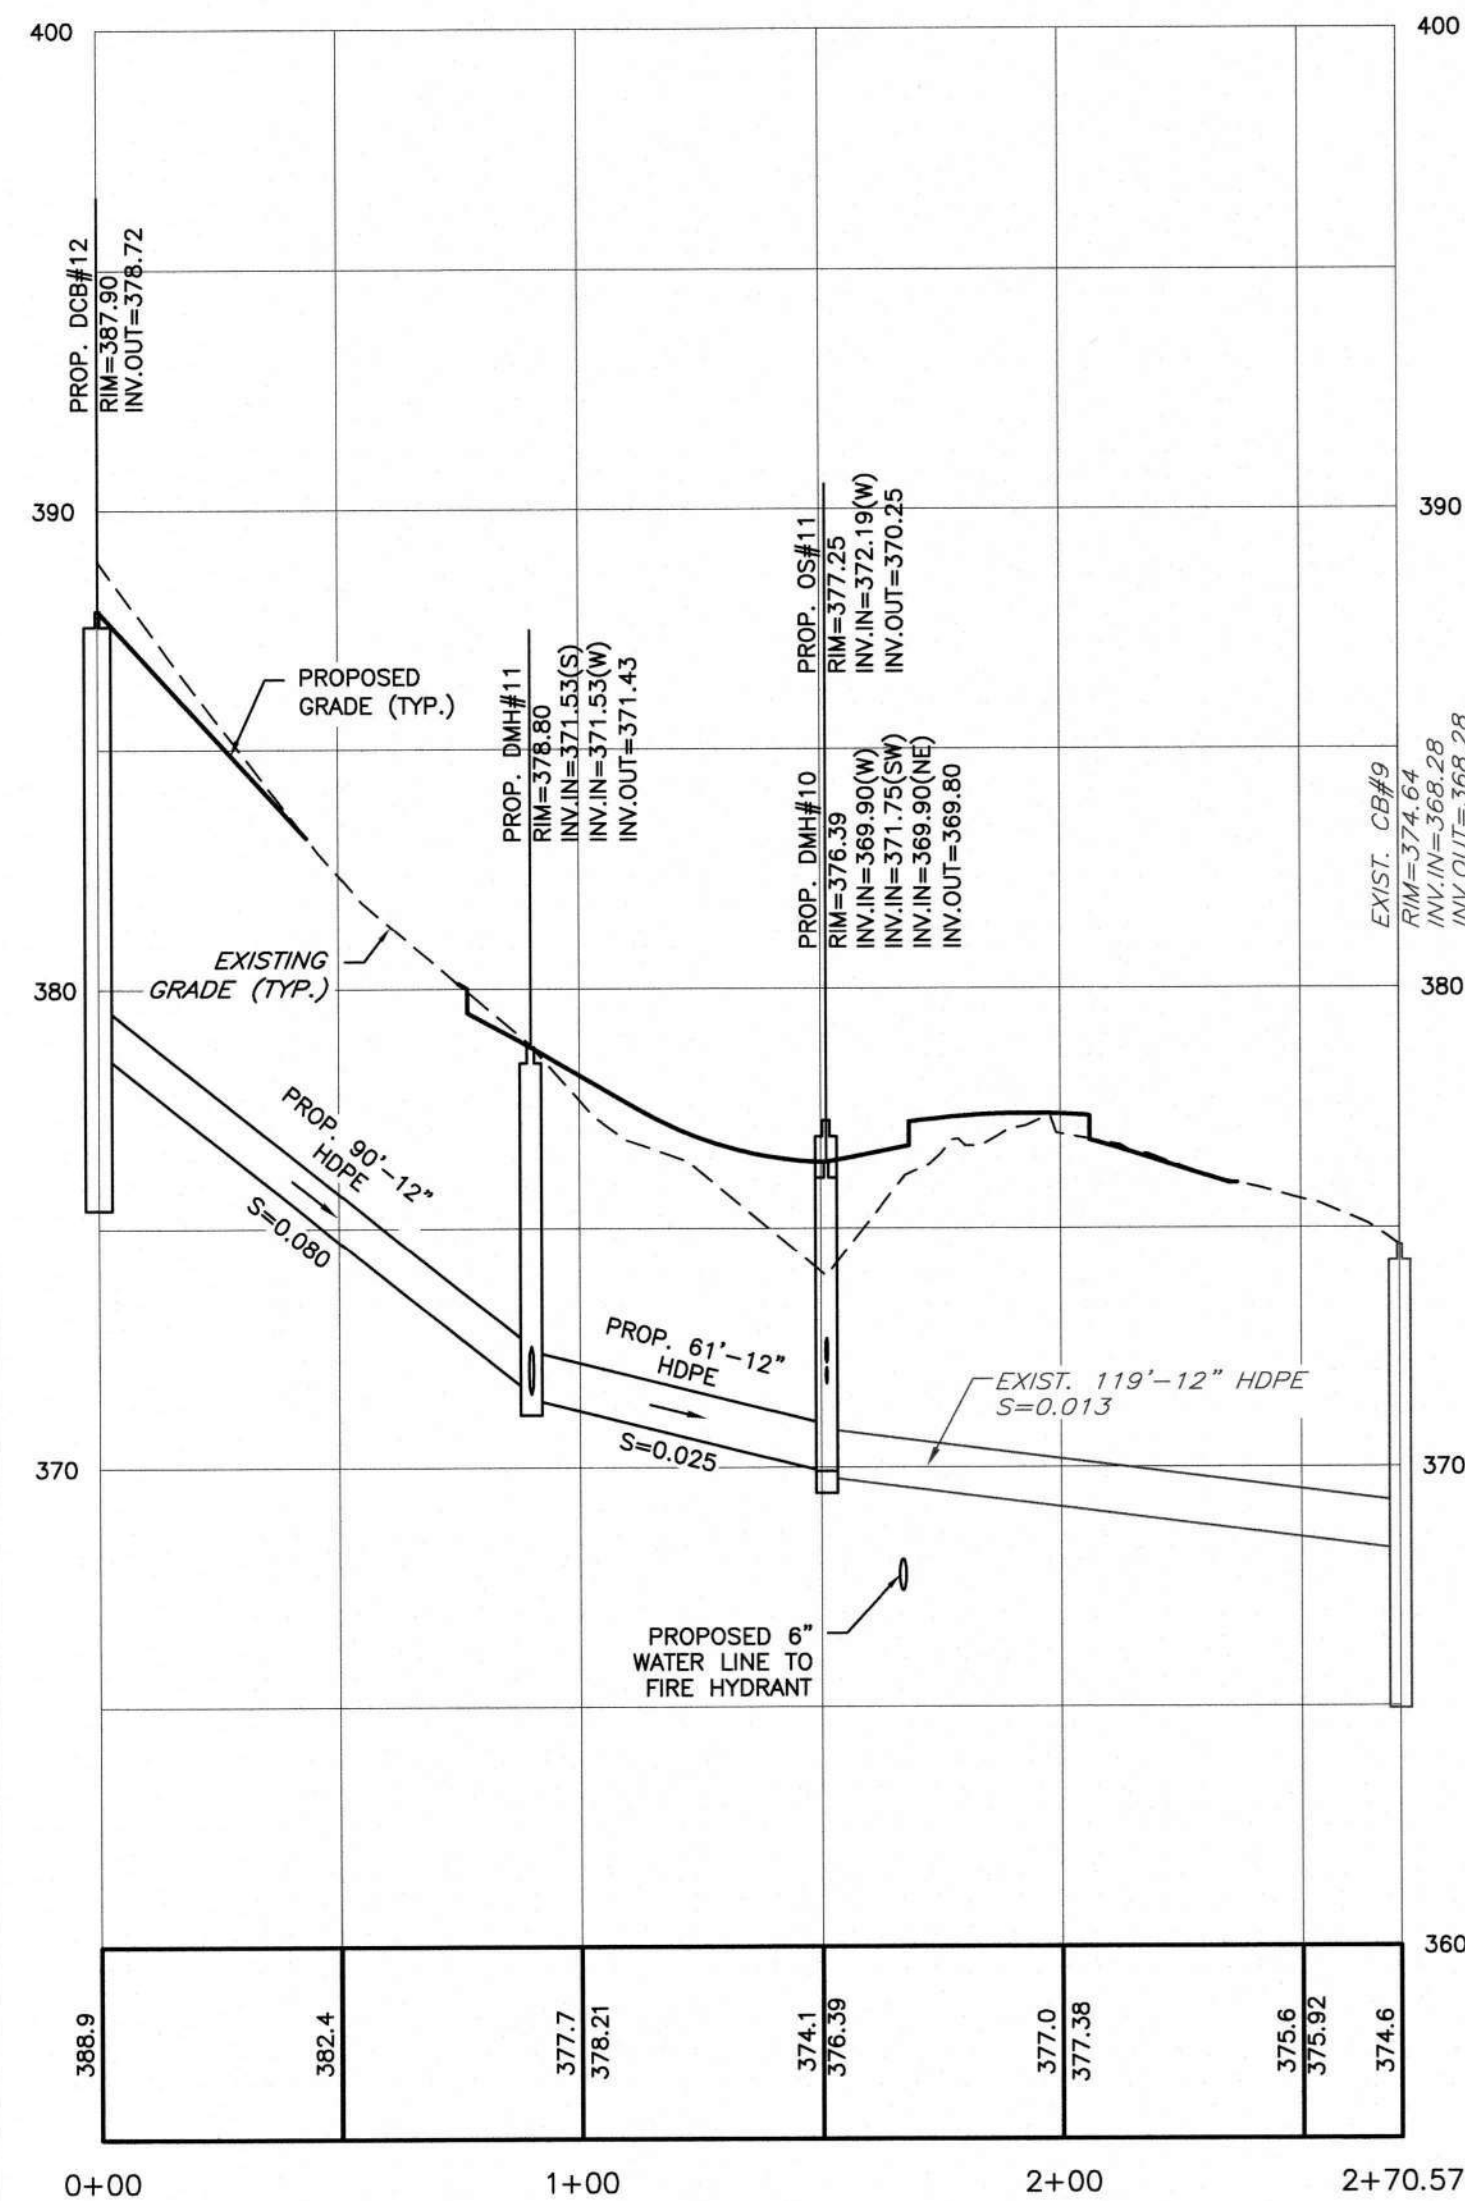 400
400
PROP. DCB#12
RIM=387.90
INV.OUT=378.72
390
390
PROP. OS#11
RIM=377.25
INV.IN=372.19(W)
INV.OUT=370.25
PROPOSED
GRADE (TYP.)
PROP. DMH#11
RIM=378.80
INV.IN=371.53(S)
INV.IN=371.53(W)
INV.OUT=371.43
PROP. DMH#10
RIM=376.39
INV.IN=369.90(W)
INV.IN=371.75(SW)
INV.IN=369.90(NE)
INV.OUT=369.80
EXIST. CB#9
RIM=374.64
INV.IN=368.28
INV.OUT=368.28
EXISTING
GRADE (TYP.)
380
380
PROP. 90'-12"
HDPE
S=0.080
PROP. 61'-12"
HDPE
S=0.025
EXIST. 119'-12" HDPE
S=0.013
370
370
PROPOSED 6"
WATER LINE TO
FIRE HYDRANT
360
388.9
382.4
377.7
378.21
374.1
376.39
377.0
377.38
375.6
375.92
374.6
0+00
1+00
2+00
2+70.57